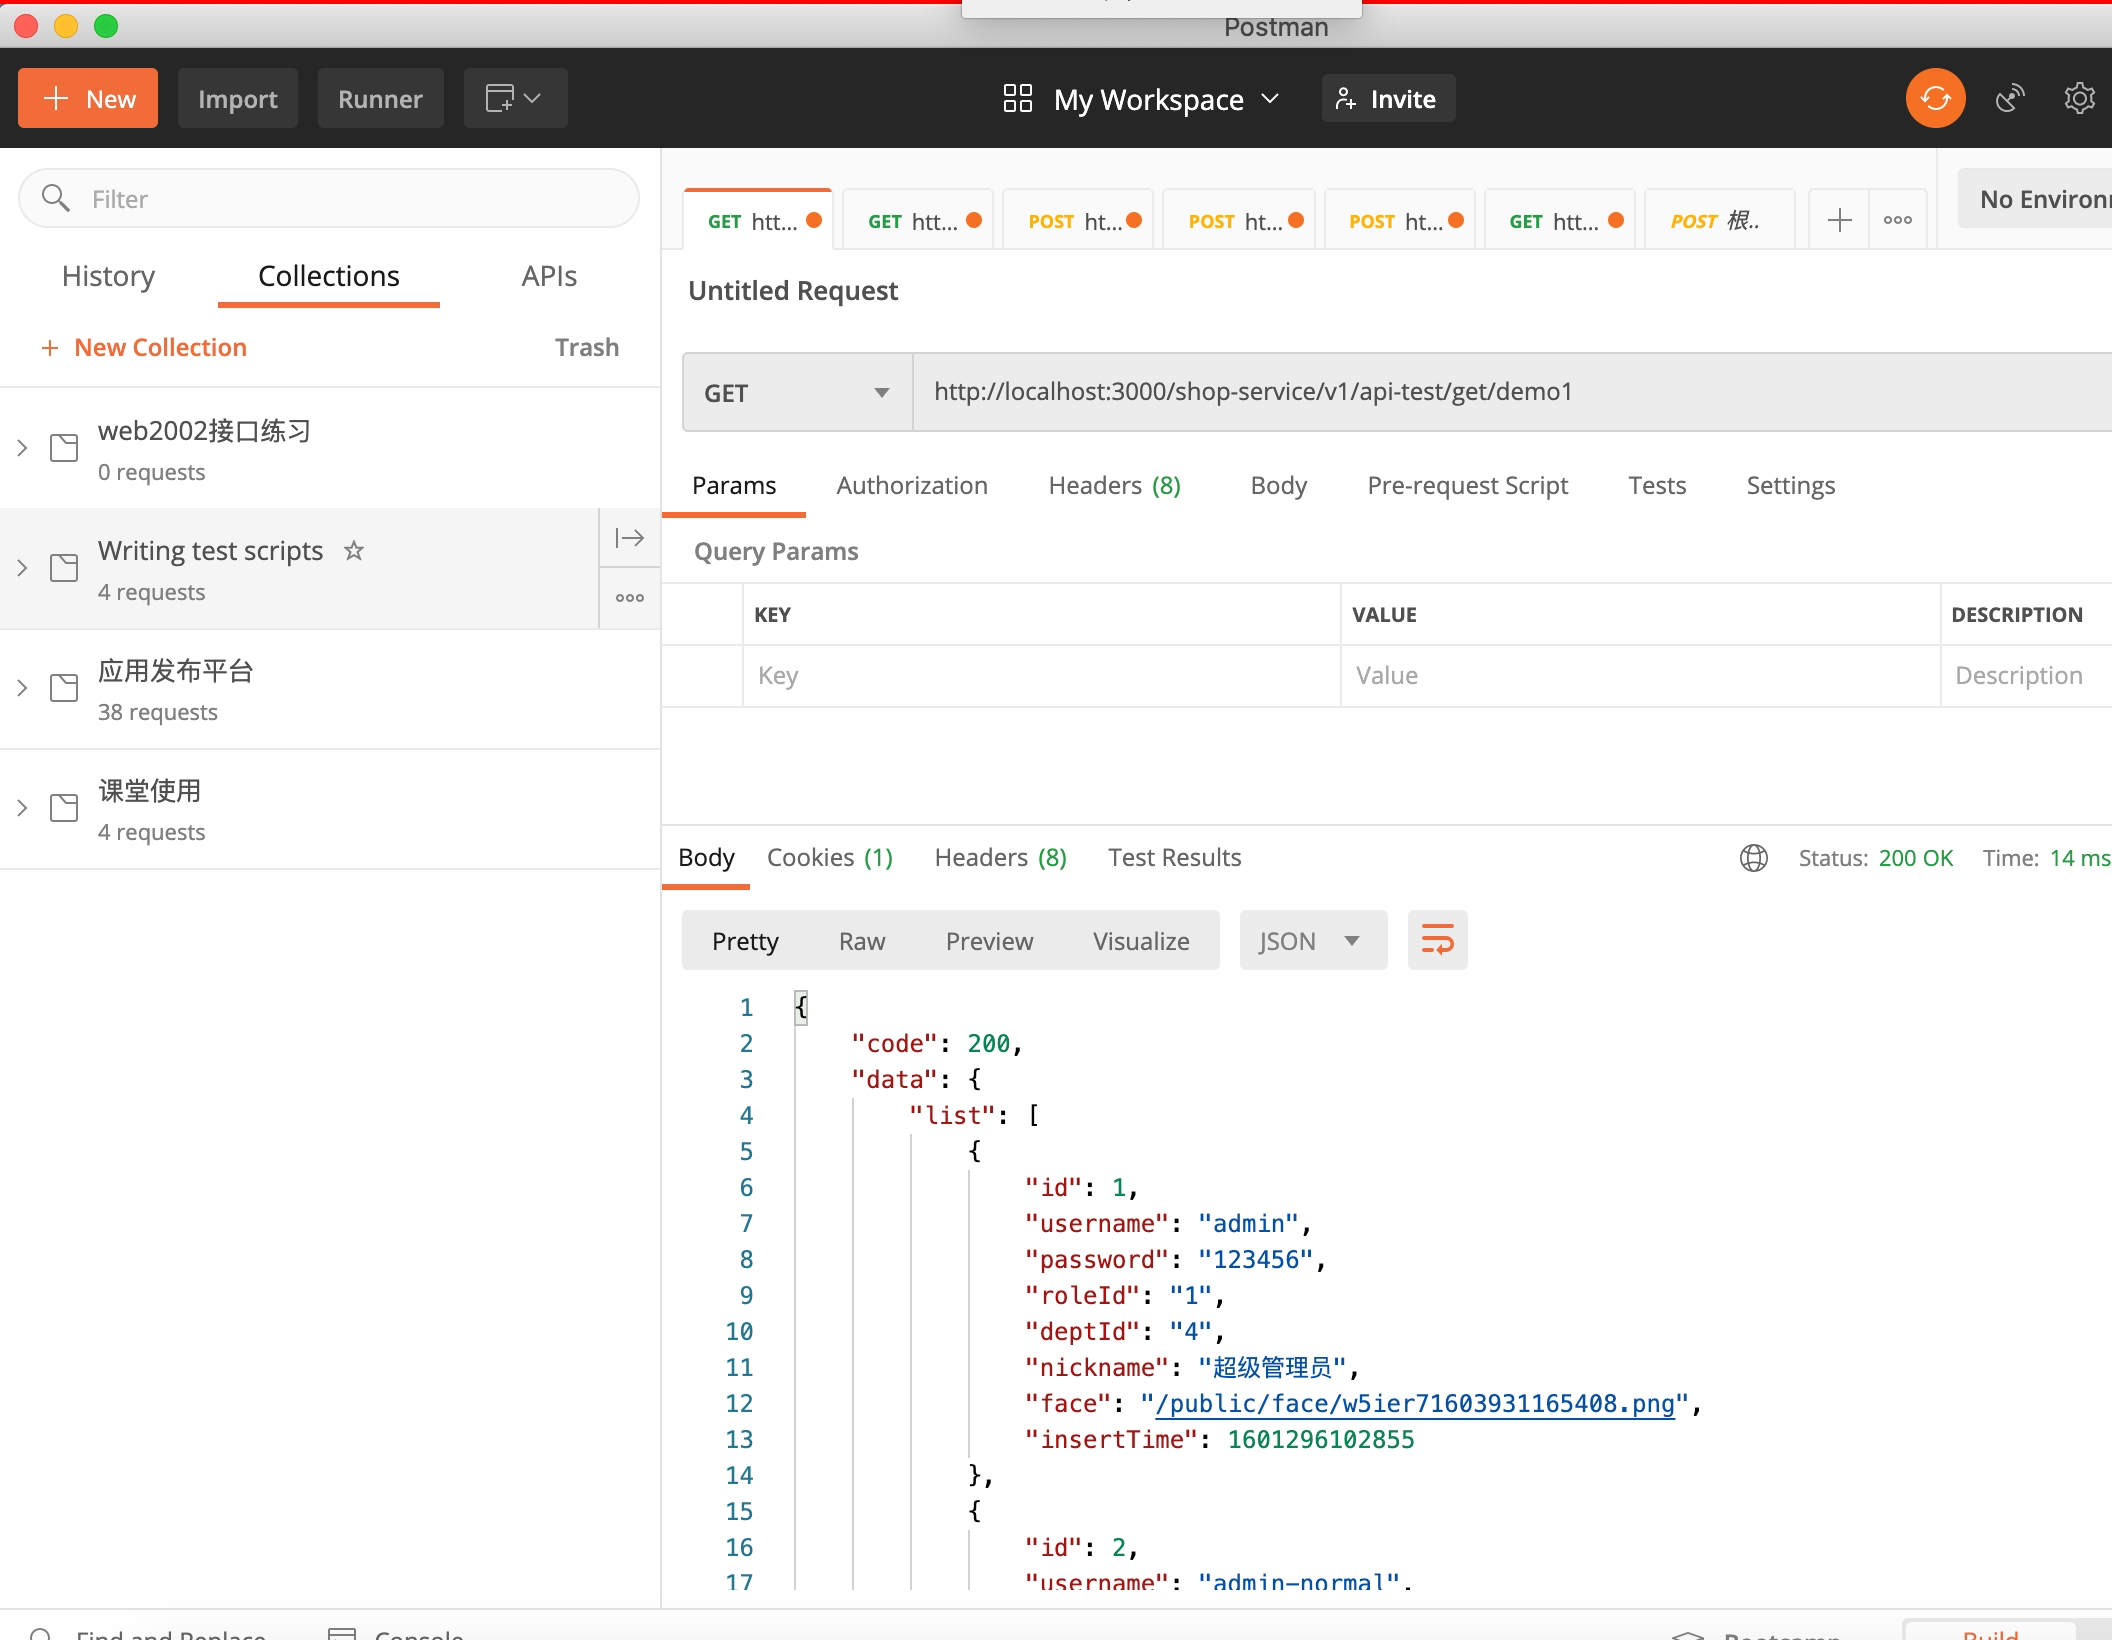 Postman
New Import Runner My Workspace Invite
Filter
History Collections APIs
+ New Collection Trash
web2002接口练习
0 requests
Writing test scripts
4 requests
应用发布平台
38 requests
课堂使用
4 requests
GET htt... GET htt... POST ht... POST ht... POST ht... GET htt... POST 根.. No Environ
Untitled Request
GET http://localhost:3000/shop-service/v1/api-test/get/demo1
Params Authorization Headers (8) Body Pre-request Script Tests Settings
Query Params
KEY VALUE DESCRIPTION
Key Value Description
Body Cookies (1) Headers (8) Test Results Status: 200 OK Time: 14 ms
Pretty Raw Preview Visualize JSON
1 {
2 "code": 200,
3 "data": {
4 "list": [
5 {
6 "id": 1,
7 "username": "admin",
8 "password": "123456",
9 "roleId": "1",
10 "deptId": "4",
11 "nickname": "超级管理员",
12 "face": "/public/face/w5ier71603931165408.png",
13 "insertTime": 1601296102855
14 },
15 {
16 "id": 2,
17 "username": "admin-normal",
Find and Replace Console Bootcamp Build